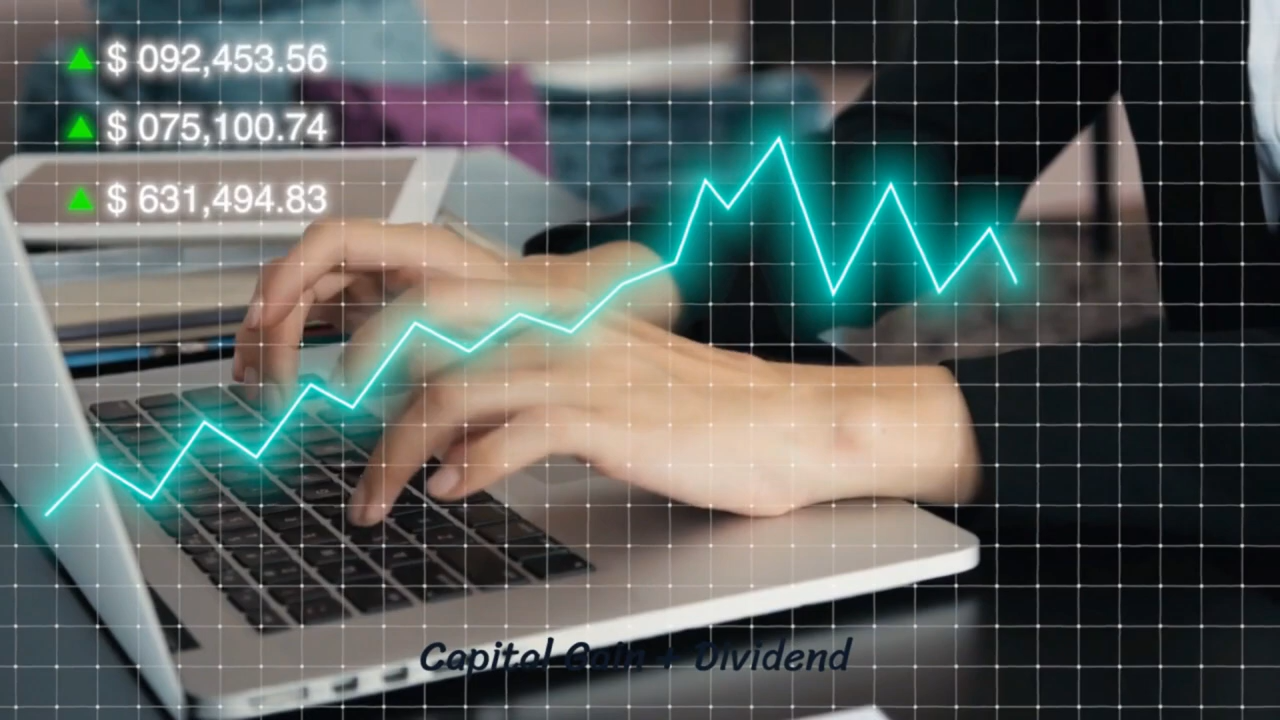 $ 092,453.56
$ 075,100.74
$ 631,494.83
Capital Gain + Dividend